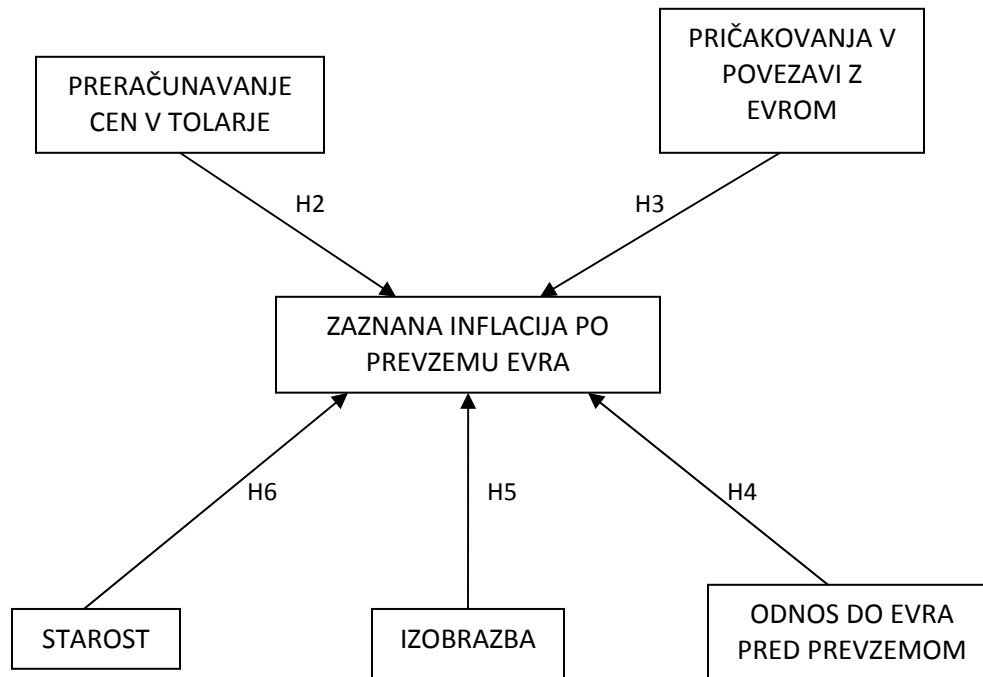 PRERAČUNAVANJE
CEN V TOLARJE
PRIČAKOVANJA V
POVEZAVI Z
EVROM
H2
H3
ZAZNANA INFLACIJA PO
PREVZEMU EVRA
H6
H5
H4
STAROST
IZOBRAZBA
ODNOS DO EVRA
PRED PREVZEMOM